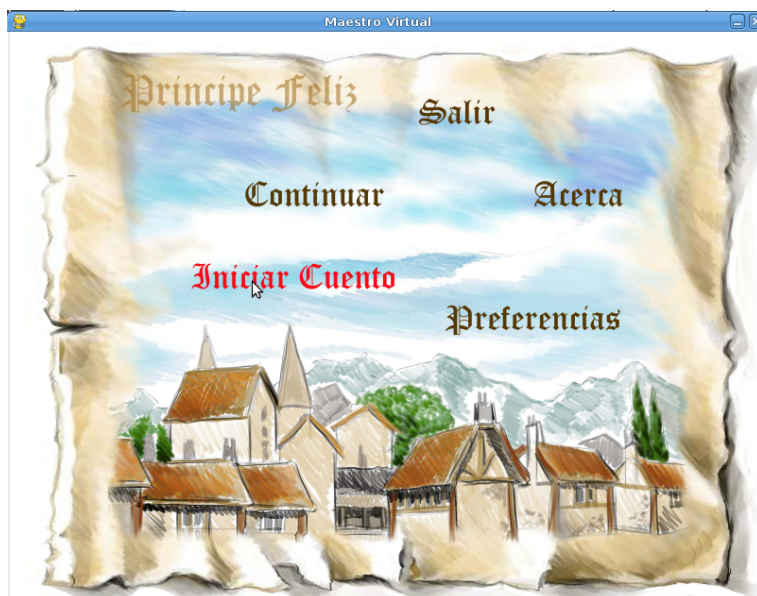 Maestro Virtual
Principe Feliz
Salir
Continuar
Acerca
Iniciar Cuento
Preferencias